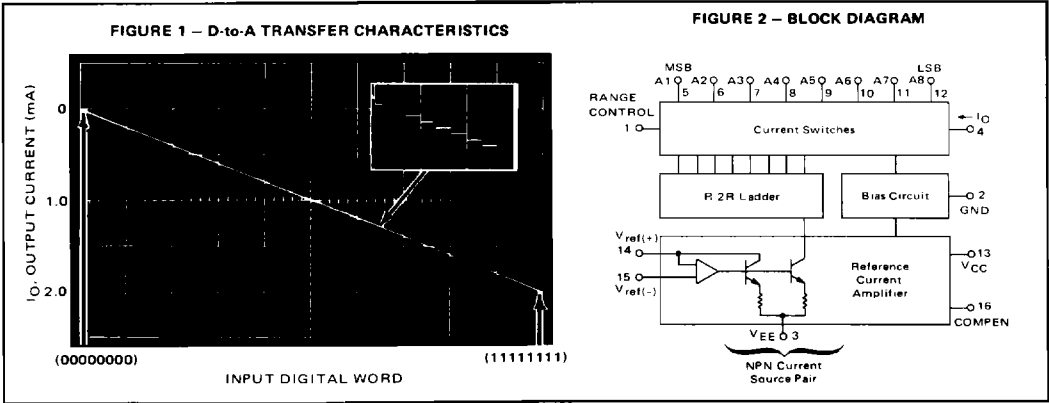 FIGURE 1 – D-to-A TRANSFER CHARACTERISTICS
IO, OUTPUT CURRENT (mA)
0
1.0
2.0
(00000000)
(11111111)
INPUT DIGITAL WORD
FIGURE 2 – BLOCK DIAGRAM
MSB
LSB
A1 A2 A3 A4 A5 A6 A7 A8
5 6 7 8 9 10 11 12
RANGE
CONTROL
1
Current Switches
IO
4
R 2R Ladder
Bias Circuit
2
GND
Vref(+)
14
15
Vref(–)
Reference
Current
Amplifier
13
VCC
16
COMPEN
VEE 3
NPN Current
Source Pair